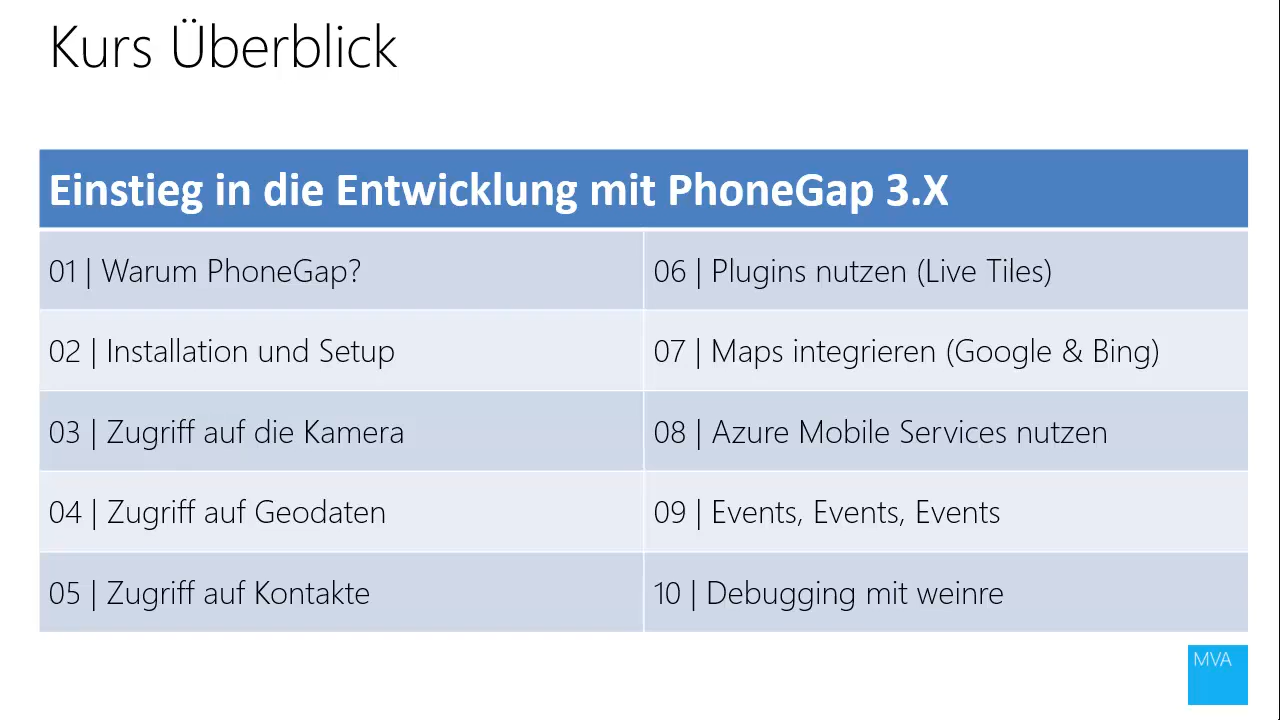 Kurs Überblick
Einstieg in die Entwicklung mit PhoneGap 3.X
01 | Warum PhoneGap?
02 | Installation und Setup
03 | Zugriff auf die Kamera
04 | Zugriff auf Geodaten
05 | Zugriff auf Kontakte
06 | Plugins nutzen (Live Tiles)
07 | Maps integrieren (Google & Bing)
08 | Azure Mobile Services nutzen
09 | Events, Events, Events
10 | Debugging mit weinre
MVA